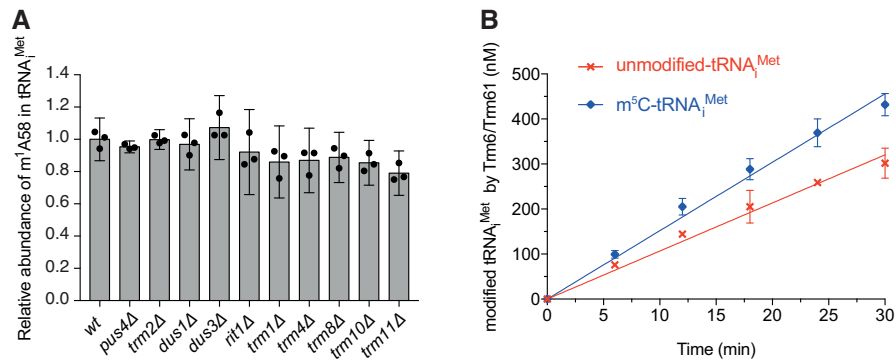 A
Relative abundance of m¹A58 in tRNAᵢᴹᵉᵗ
1.4
1.2
1.0
0.8
0.6
0.4
0.2
0.0
wt
pus4Δ
trm2Δ
dus1Δ
dus3Δ
rit1Δ
trm1Δ
trm4Δ
trm8Δ
trm10Δ
trm11Δ
B
unmodified-tRNAᵢᴹᵉᵗ
m⁵C-tRNAᵢᴹᵉᵗ
modified tRNAᵢᴹᵉᵗ by Trm6/Trm61 (nM)
500
400
300
200
100
0
0
5
10
15
20
25
30
Time (min)